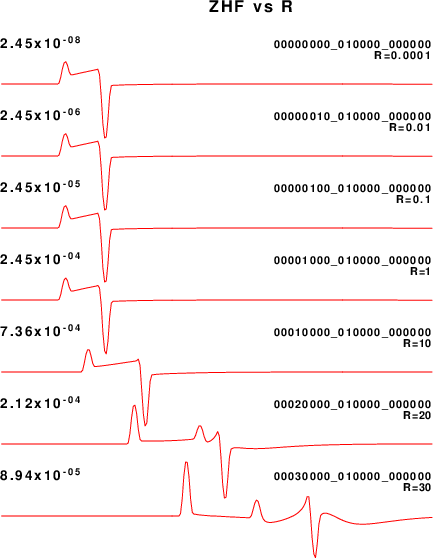 ZHF vs R
2.45x10-08 00000000_010000_000000
R=0.0001
2.45x10-06 00000010_010000_000000
R=0.01
2.45x10-05 00000100_010000_000000
R=0.1
2.45x10-04 00001000_010000_000000
R=1
7.36x10-04 00010000_010000_000000
R=10
2.12x10-04 00020000_010000_000000
R=20
8.94x10-05 00030000_010000_000000
R=30